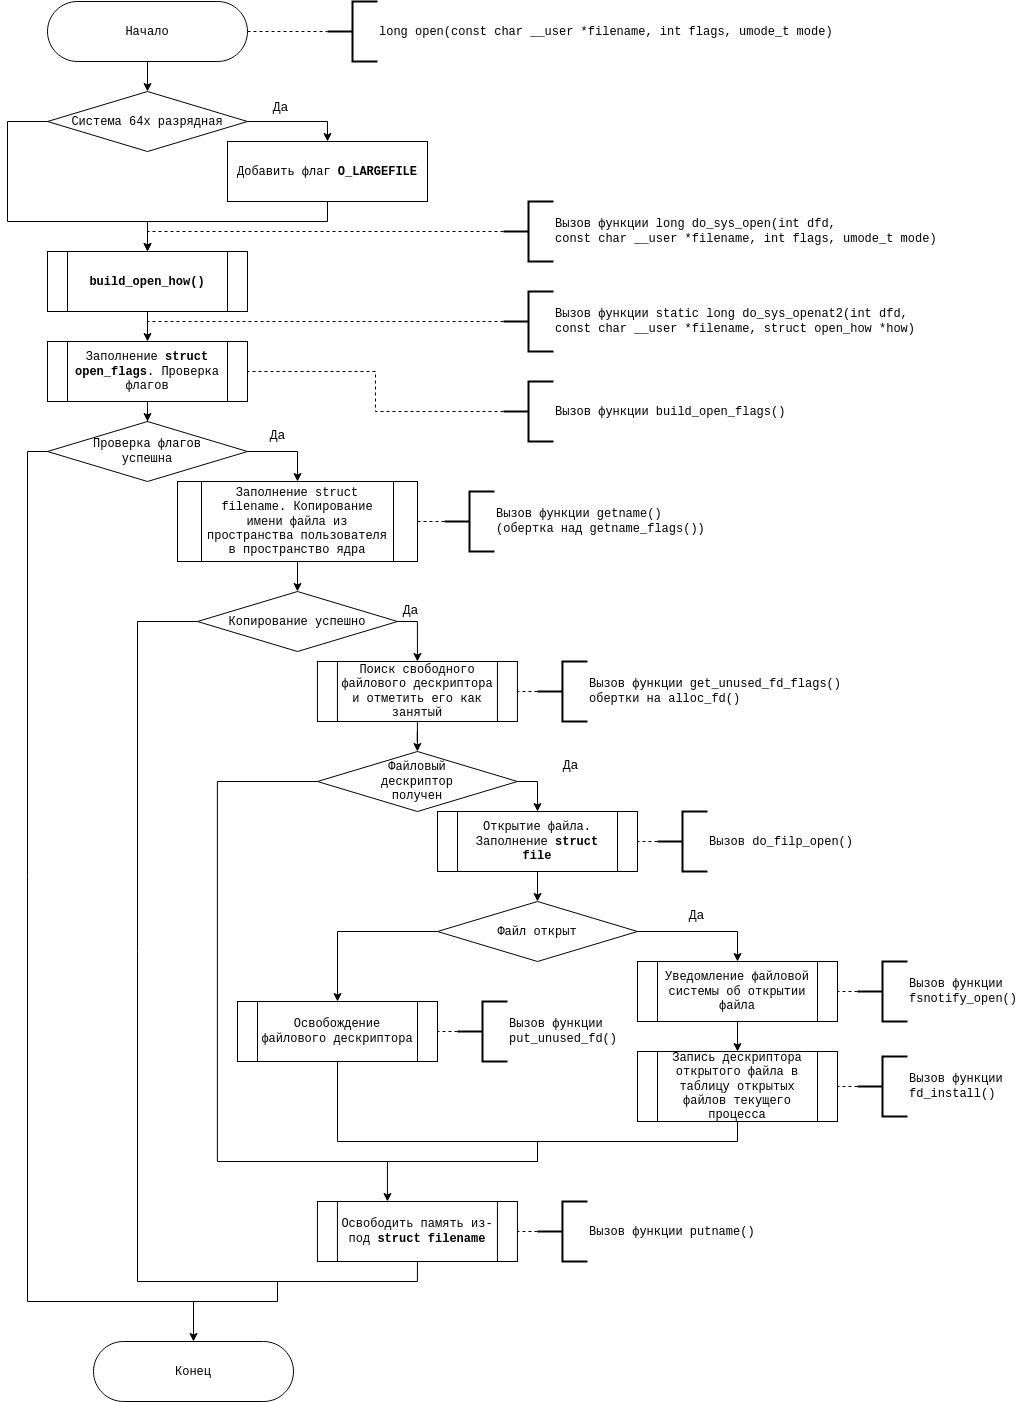 Начало
long open(const char __user *filename, int flags, umode_t mode)
Да
Система 64х разрядная
Добавить флаг O_LARGEFILE
Вызов функции long do_sys_open(int dfd,
const char __user *filename, int flags, umode_t mode)
build_open_how()
Вызов функции static long do_sys_openat2(int dfd,
const char __user *filename, struct open_how *how)
Заполнение struct
open_flags. Проверка
флагов
Вызов функции build_open_flags()
Да
Проверка флагов
успешна
Заполнение struct
filename. Копирование
имени файла из
пространства пользователя
в пространство ядра
Вызов функции getname()
(обертка над getname_flags())
Да
Копирование успешно
Поиск свободного
файлового дескриптора
и отметить его как
занятый
Вызов функции get_unused_fd_flags()
обертки на alloc_fd()
Да
Файловый
дескриптор
получен
Открытие файла.
Заполнение struct
file
Вызов do_filp_open()
Да
Файл открыт
Уведомление файловой
системы об открытии
файла
Вызов функции
fsnotify_open()
Освобождение
файлового дескриптора
Вызов функции
put_unused_fd()
Запись дескриптора
открытого файла в
таблицу открытых
файлов текущего
процесса
Вызов функции
fd_install()
Освободить память из-
под struct filename
Вызов функции putname()
Конец